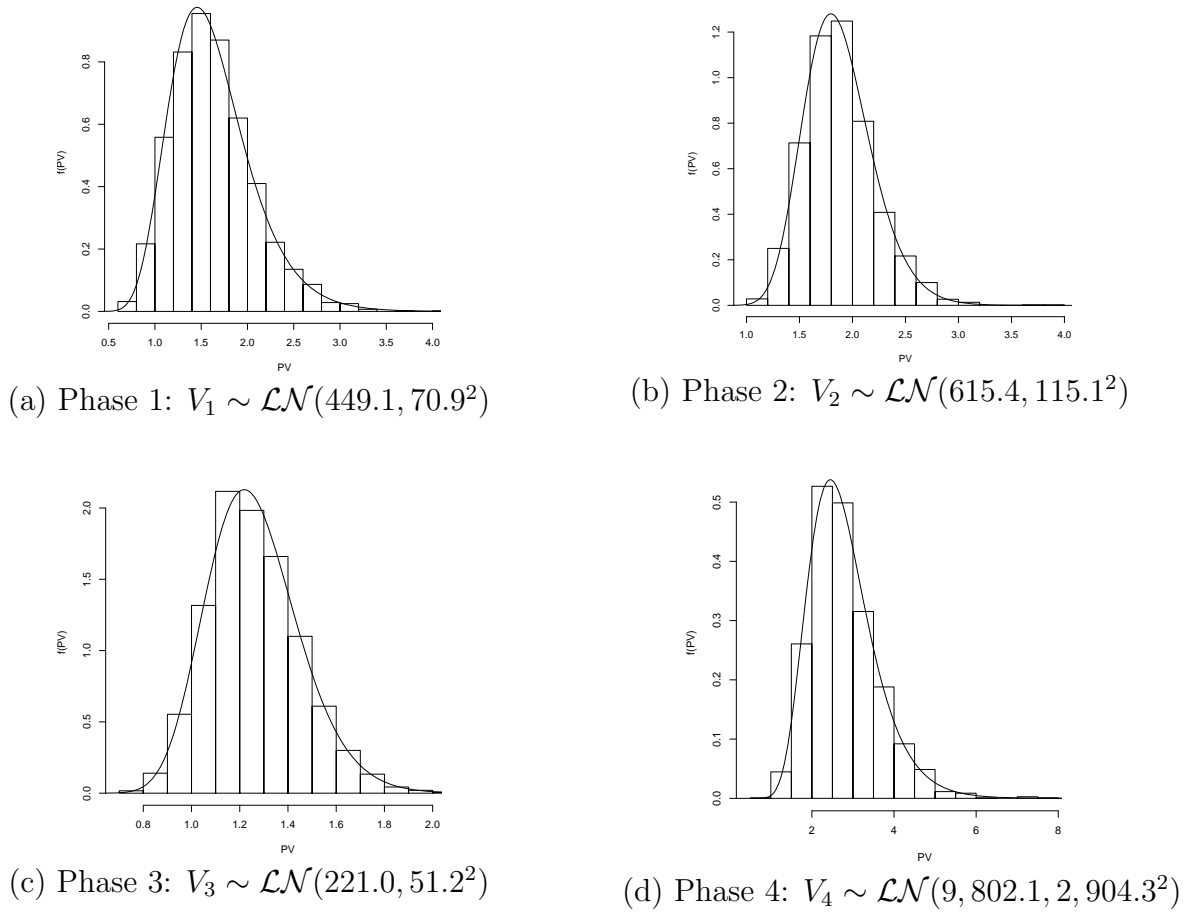 f(PV)
0.0 0.2 0.4 0.6 0.8
0.5 1.0 1.5 2.0 2.5 3.0 3.5 4.0
PV
(a) Phase 1: V₁ ∼ ℒ𝒩(449.1, 70.9²)
f(PV)
0.0 0.2 0.4 0.6 0.8 1.0 1.2
1.0 1.5 2.0 2.5 3.0 3.5 4.0
PV
(b) Phase 2: V₂ ∼ ℒ𝒩(615.4, 115.1²)
f(PV)
0.0 0.5 1.0 1.5 2.0
0.8 1.0 1.2 1.4 1.6 1.8 2.0
PV
(c) Phase 3: V₃ ∼ ℒ𝒩(221.0, 51.2²)
f(PV)
0.0 0.1 0.2 0.3 0.4 0.5
2 4 6 8
PV
(d) Phase 4: V₄ ∼ ℒ𝒩(9, 802.1, 2, 904.3²)